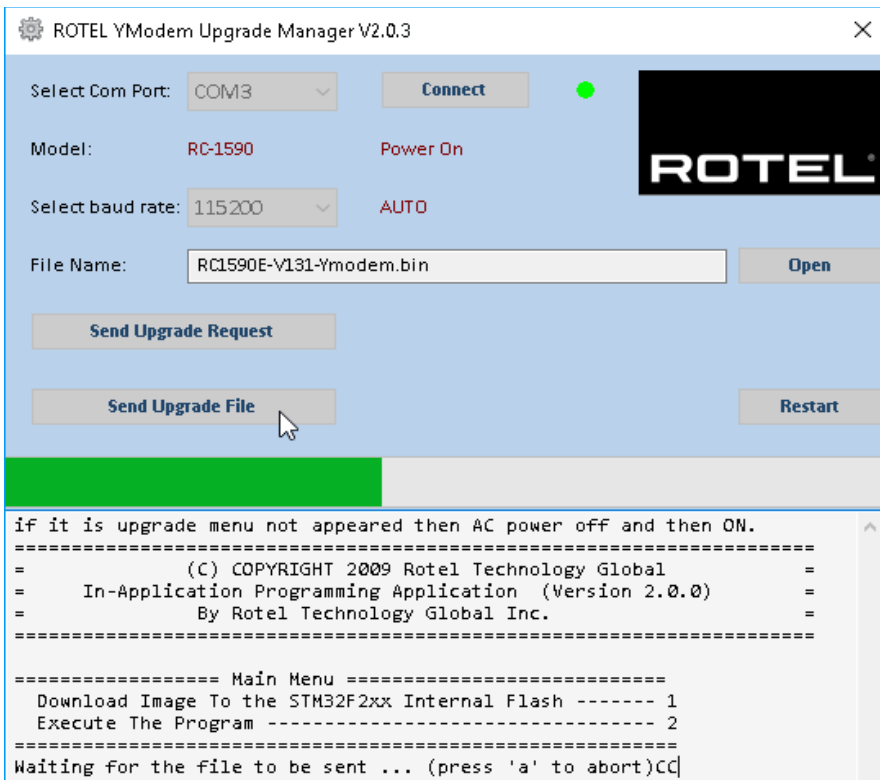 ROTEL YModem Upgrade Manager V2.0.3
Select Com Port: COM3 Connect
ROTEL
Model: RC-1590 Power On
Select baud rate: 115200 AUTO
File Name: RC1590E-V131-Ymodem.bin Open
Send Upgrade Request
Send Upgrade File Restart
if it is upgrade menu not appeared then AC power off and then ON.
======================================================================
= (C) COPYRIGHT 2009 Rotel Technology Global =
= In-Application Programming Application (Version 2.0.0) =
= By Rotel Technology Global Inc. =
======================================================================
================== Main Menu ============================
Download Image To the STM32F2xx Internal Flash ------- 1
Execute The Program ---------------------------------- 2
==========================================================
Waiting for the file to be sent ... (press 'a' to abort)CC